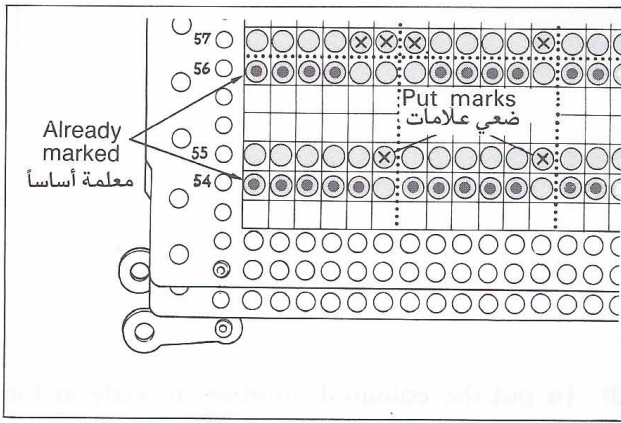 57
56
Put marks
ضعي علامات
Already
marked
معلمة أساساً
55
54